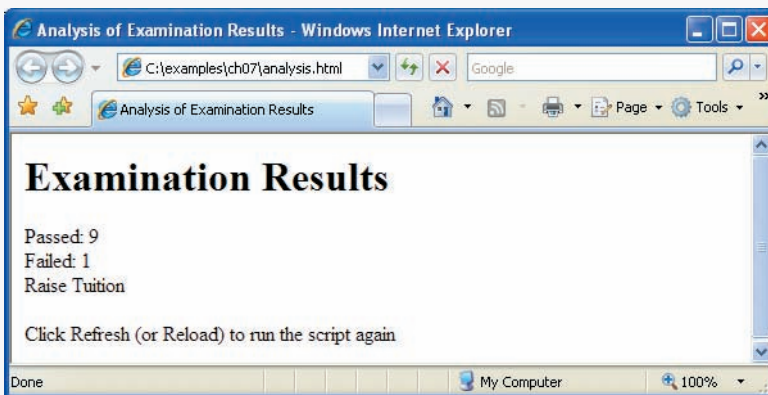 Analysis of Examination Results - Windows Internet Explorer
C:\examples\ch07\analysis.html
Google
Analysis of Examination Results
Page
Tools
»
Examination Results
Passed: 9
Failed: 1
Raise Tuition
Click Refresh (or Reload) to run the script again
Done
My Computer
100%